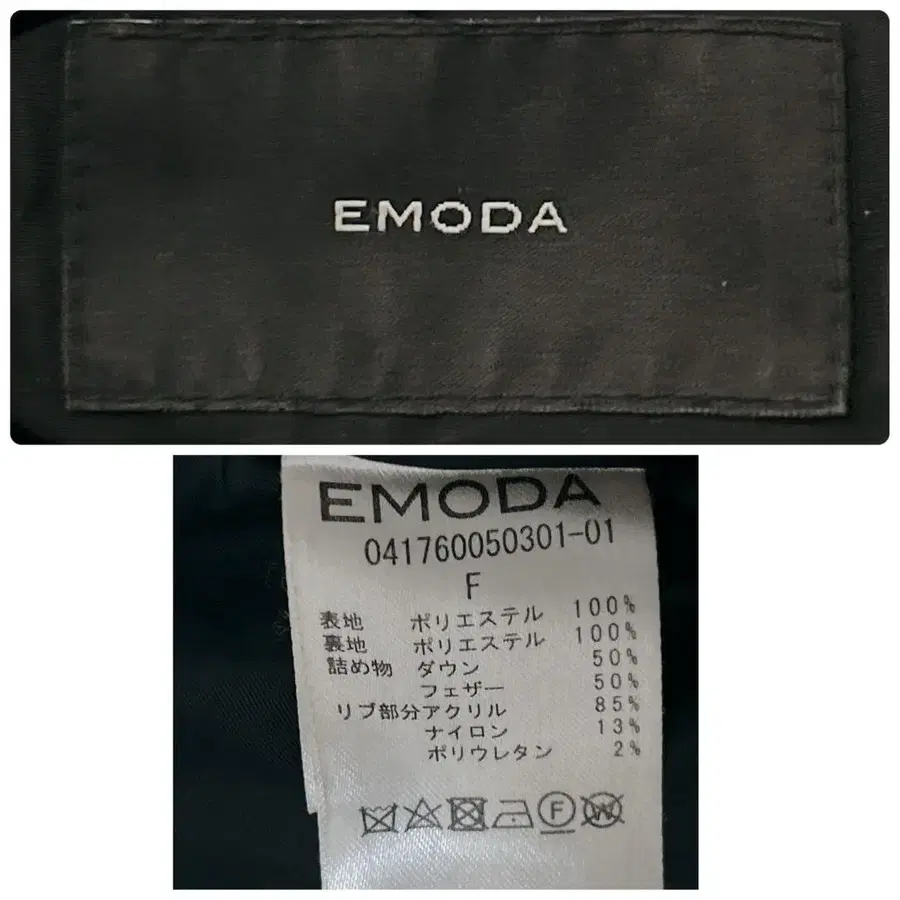 EMODA
EMODA
041760050301-01
F
表地 ポリエステル 100%
裏地 ポリエステル 100%
詰め物 ダウン 50%
フェザー 50%
リブ部分アクリル 85%
ナイロン 13%
ポリウレタン 2%
F W